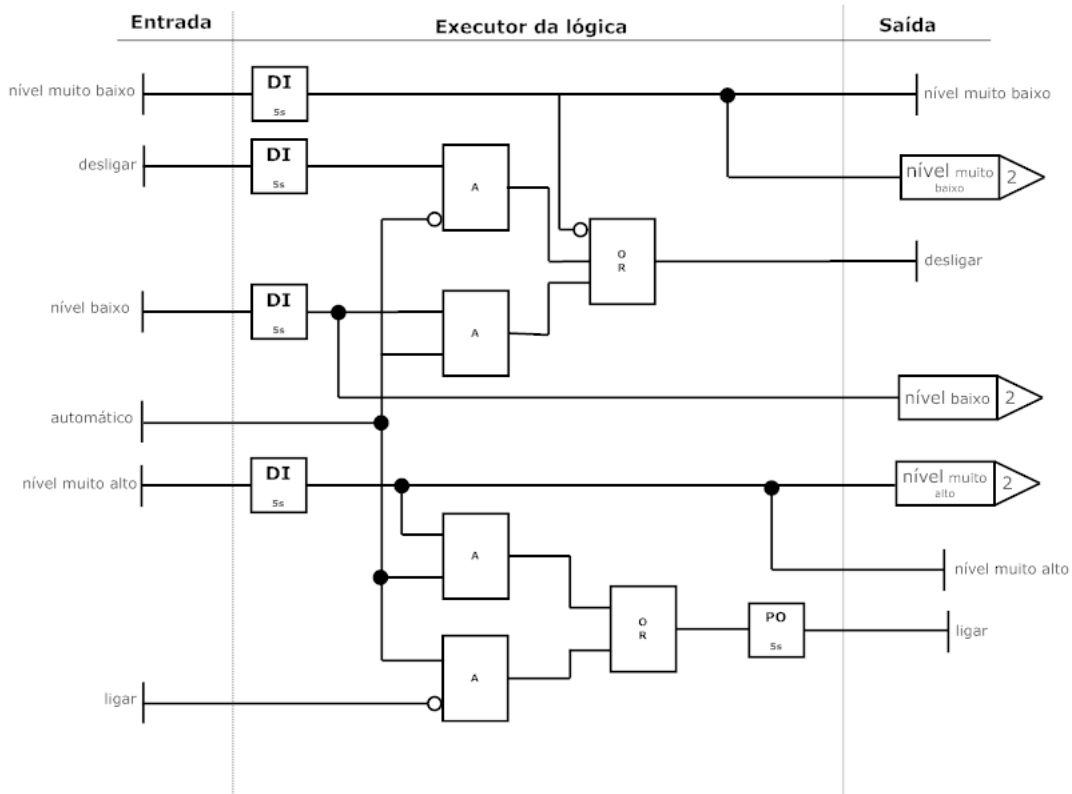 Entrada
Executor da lógica
Saída
nível muito baixo
DI
5s
nível muito baixo
desligar
DI
5s
A
nível muito
baixo
2
O
R
desligar
nível baixo
DI
5s
A
nível baixo
2
automático
nível muito alto
DI
5s
nível muito
alto
2
A
nível muito alto
O
R
PO
5s
ligar
A
ligar